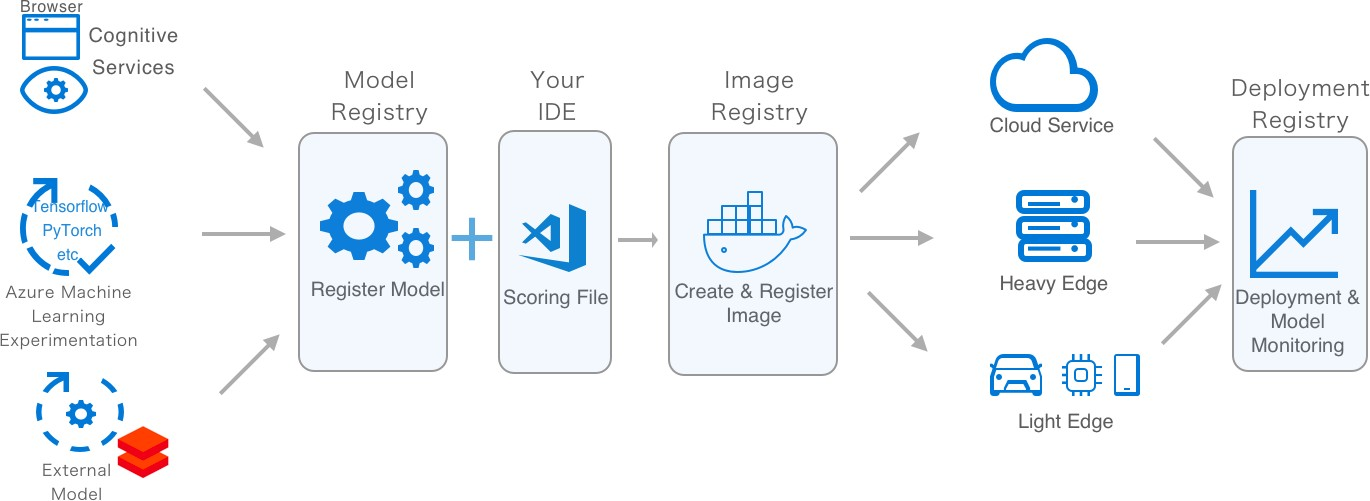 Browser
Cognitive
Services
Tensorflow
PyTorch
etc
Azure Machine
Learning
Experimentation
External
Model
Model
Registry
Register Model
Your
IDE
Scoring File
Image
Registry
Create & Register
Image
Cloud Service
Heavy Edge
Light Edge
Deployment
Registry
Deployment &
Model
Monitoring